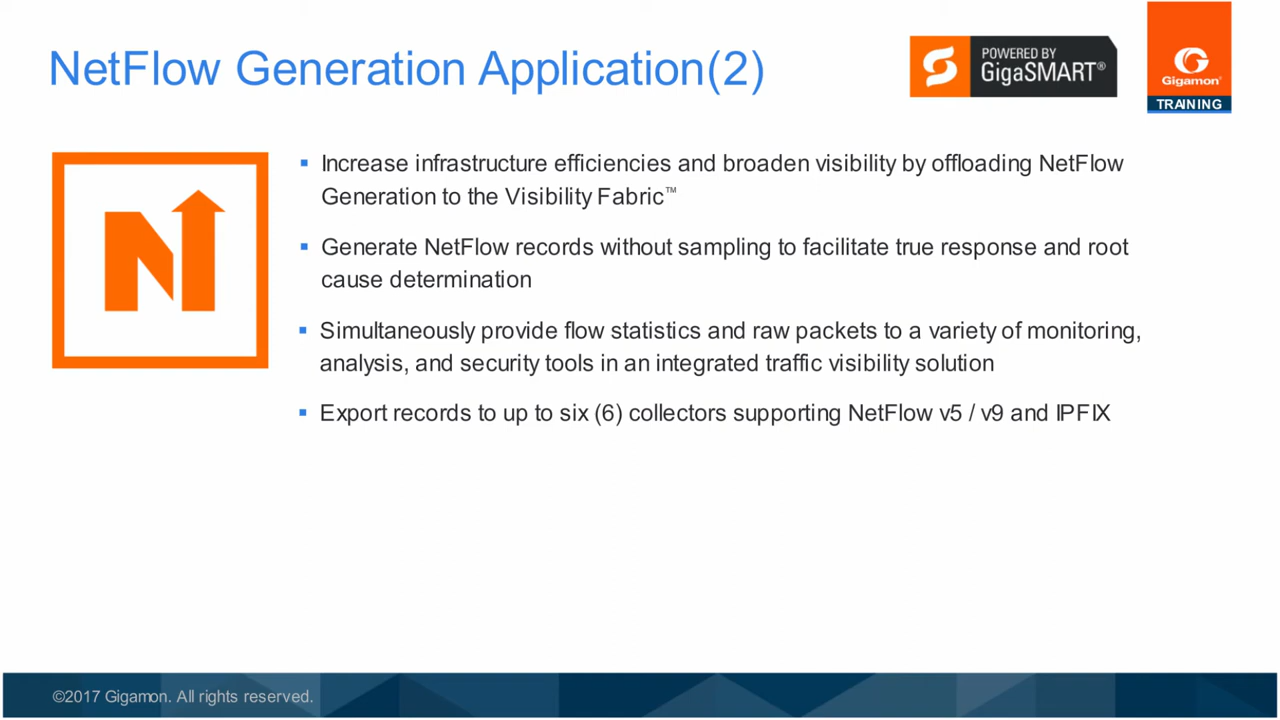 NetFlow Generation Application(2)
POWERED BY
GigaSMART®
Gigamon®
TRAINING
▪ Increase infrastructure efficiencies and broaden visibility by offloading NetFlow
Generation to the Visibility Fabric™
▪ Generate NetFlow records without sampling to facilitate true response and root
cause determination
▪ Simultaneously provide flow statistics and raw packets to a variety of monitoring,
analysis, and security tools in an integrated traffic visibility solution
▪ Export records to up to six (6) collectors supporting NetFlow v5 / v9 and IPFIX
©2017 Gigamon. All rights reserved.